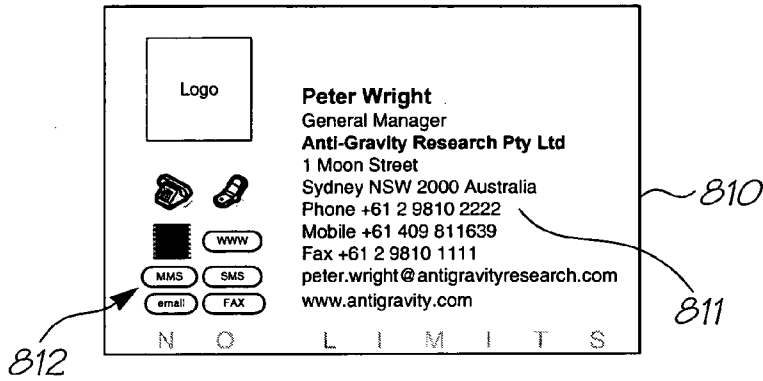 Logo
Peter Wright
General Manager
Anti-Gravity Research Pty Ltd
1 Moon Street
Sydney NSW 2000 Australia
Phone +61 2 9810 2222
Mobile +61 409 811639
Fax +61 2 9810 1111
peter.wright@antigravityresearch.com
www.antigravity.com
WWW
MMS SMS
email FAX
NO LIMITS
810
811
812